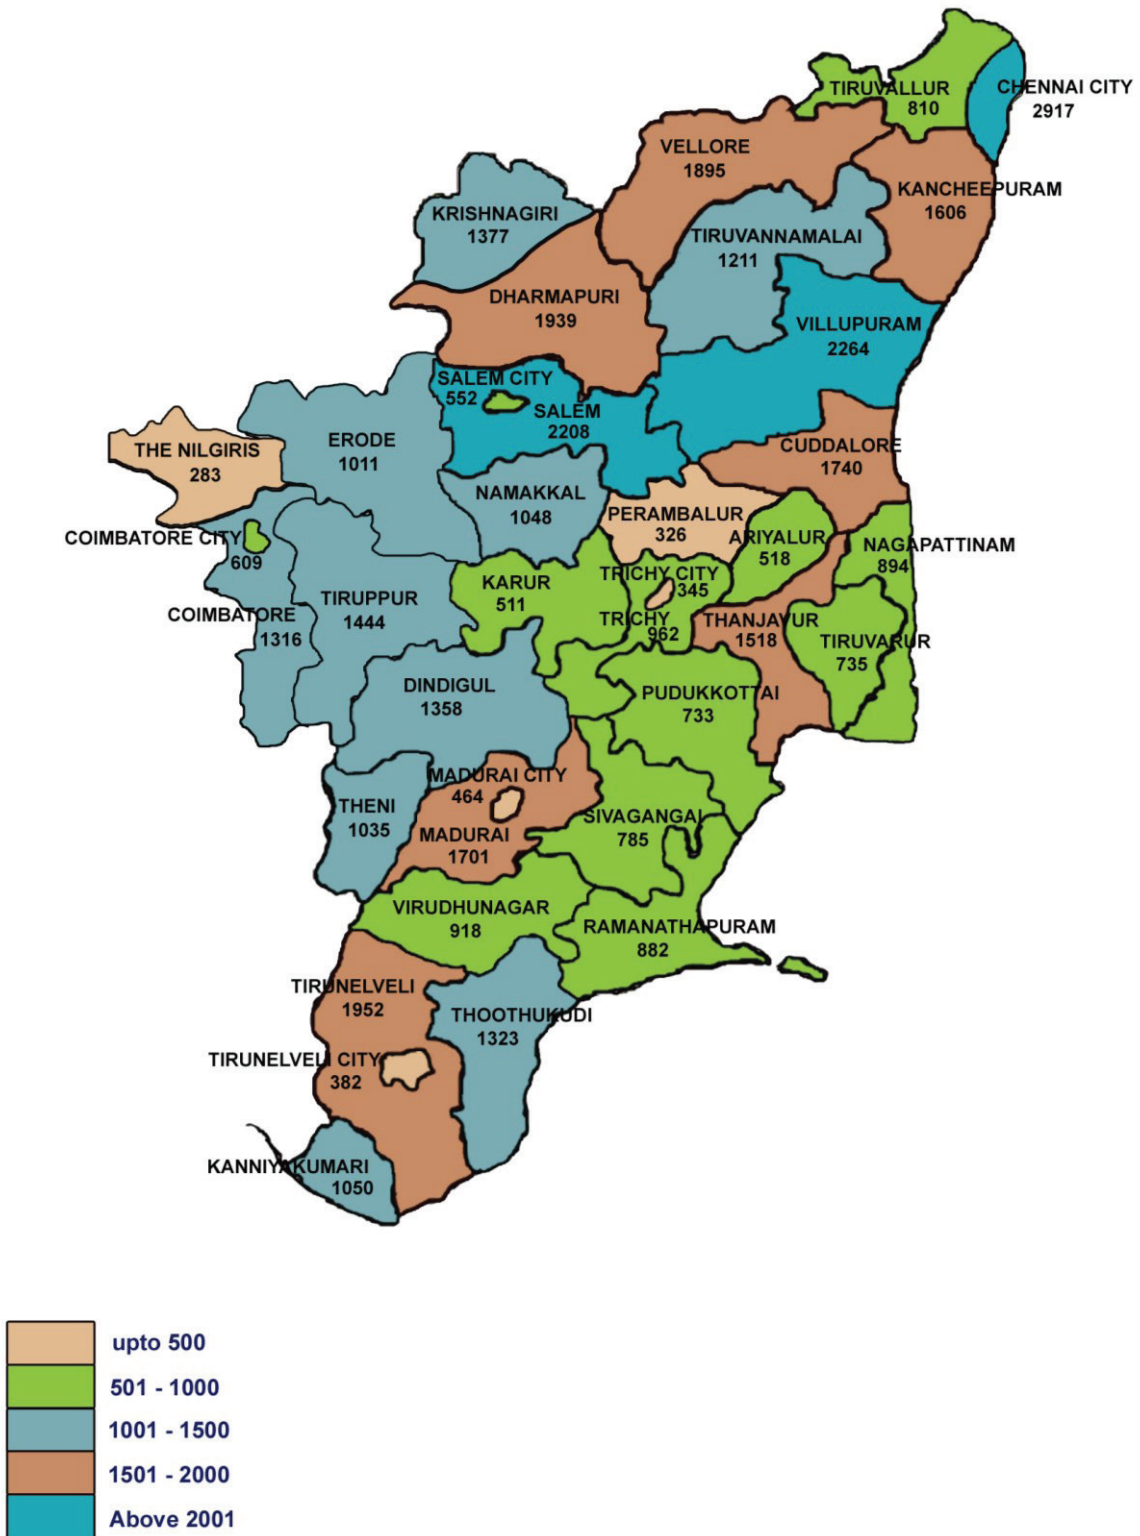 TIRUVALLUR
810
CHENNAI CITY
2917
VELLORE
1895
KANCHEEPURAM
1606
KRISHNAGIRI
1377
TIRUVANNAMALAI
1211
DHARMAPURI
1939
VILLUPURAM
2264
SALEM CITY
552
SALEM
2208
THE NILGIRIS
283
ERODE
1011
CUDDALORE
1740
NAMAKKAL
1048
PERAMBALUR
326
COIMBATORE CITY
609
ARIYALUR
518
NAGAPATTINAM
894
KARUR
511
TRICHY CITY
345
TIRUPPUR
1444
COIMBATORE
1316
TRICHY
962
THANJAVUR
1518
TIRUVARUR
735
DINDIGUL
1358
PUDUKKOTTAI
733
MADURAI CITY
464
THENI
1035
MADURAI
1701
SIVAGANGAI
785
VIRUDHUNAGAR
918
RAMANATHAPURAM
882
TIRUNELVELI
1952
THOOTHUKUDI
1323
TIRUNELVELI CITY
382
KANNIYAKUMARI
1050
upto 500
501 - 1000
1001 - 1500
1501 - 2000
Above 2001